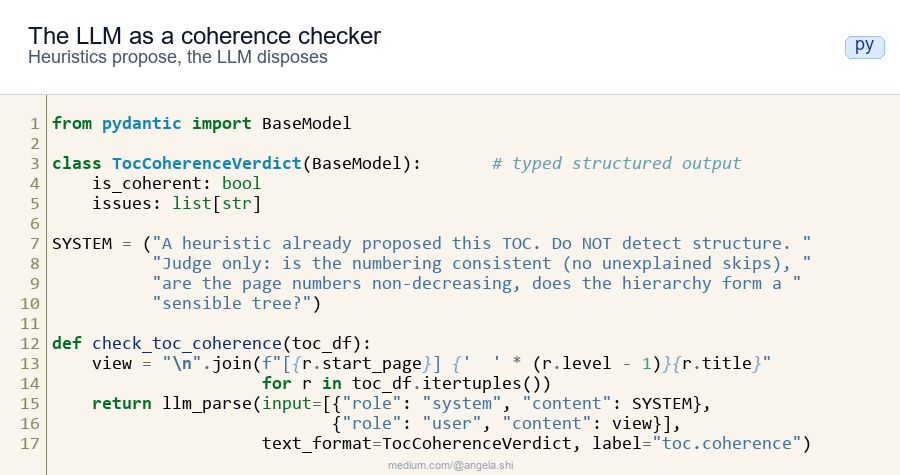 The LLM as a coherence checker
Heuristics propose, the LLM disposes
py
1 from pydantic import BaseModel
2
3 class TocCoherenceVerdict(BaseModel):       # typed structured output
4     is_coherent: bool
5     issues: list[str]
6
7 SYSTEM = ("A heuristic already proposed this TOC. Do NOT detect structure. "
8           "Judge only: is the numbering consistent (no unexplained skips), "
9           "are the page numbers non-decreasing, does the hierarchy form a "
10           "sensible tree?")
11
12 def check_toc_coherence(toc_df):
13     view = "\n".join(f"[{r.start_page}] {'  ' * (r.level - 1)}{r.title}"
14                      for r in toc_df.itertuples())
15     return llm_parse(input=[{"role": "system", "content": SYSTEM},
16                             {"role": "user", "content": view}],
17                      text_format=TocCoherenceVerdict, label="toc.coherence")
medium.com/@angela.shi